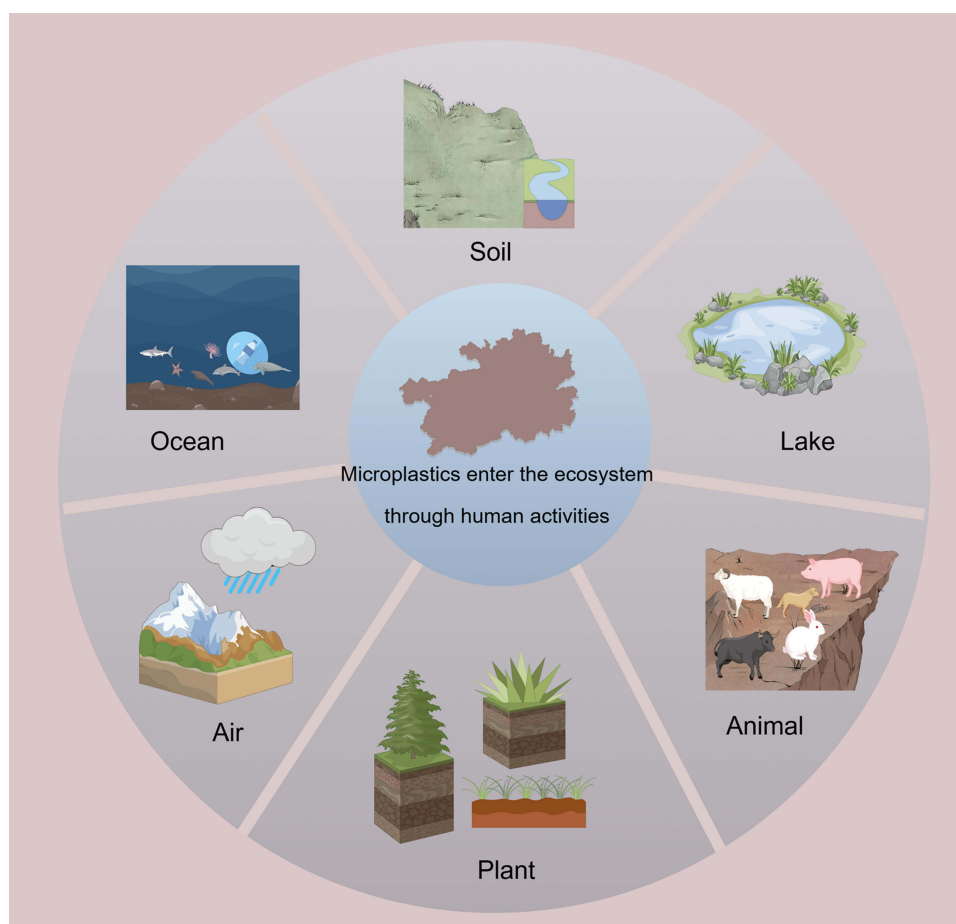 Soil
Ocean
Lake
Microplastics enter the ecosystem
through human activities
Air
Animal
Plant